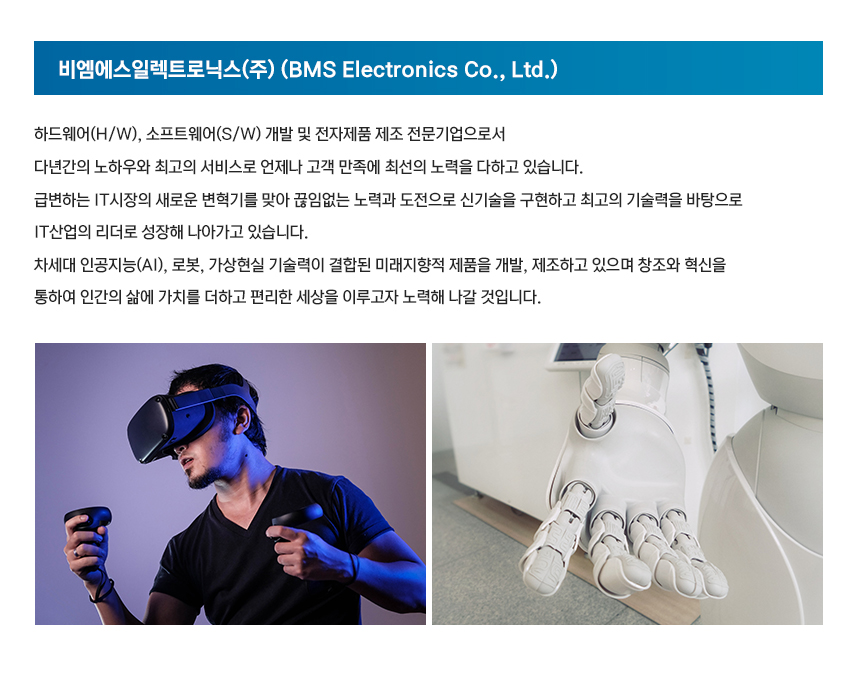 비엠에스일렉트로닉스(주) (BMS Electronics Co., Ltd.)
하드웨어(H/W), 소프트웨어(S/W) 개발 및 전자제품 제조 전문기업으로서
다년간의 노하우와 최고의 서비스로 언제나 고객 만족에 최선의 노력을 다하고 있습니다.
급변하는 IT시장의 새로운 변혁기를 맞아 끊임없는 노력과 도전으로 신기술을 구현하고 최고의 기술력을 바탕으로
IT산업의 리더로 성장해 나아가고 있습니다.
차세대 인공지능(AI), 로봇, 가상현실 기술력이 결합된 미래지향적 제품을 개발, 제조하고 있으며 창조와 혁신을
통하여 인간의 삶에 가치를 더하고 편리한 세상을 이루고자 노력해 나갈 것입니다.